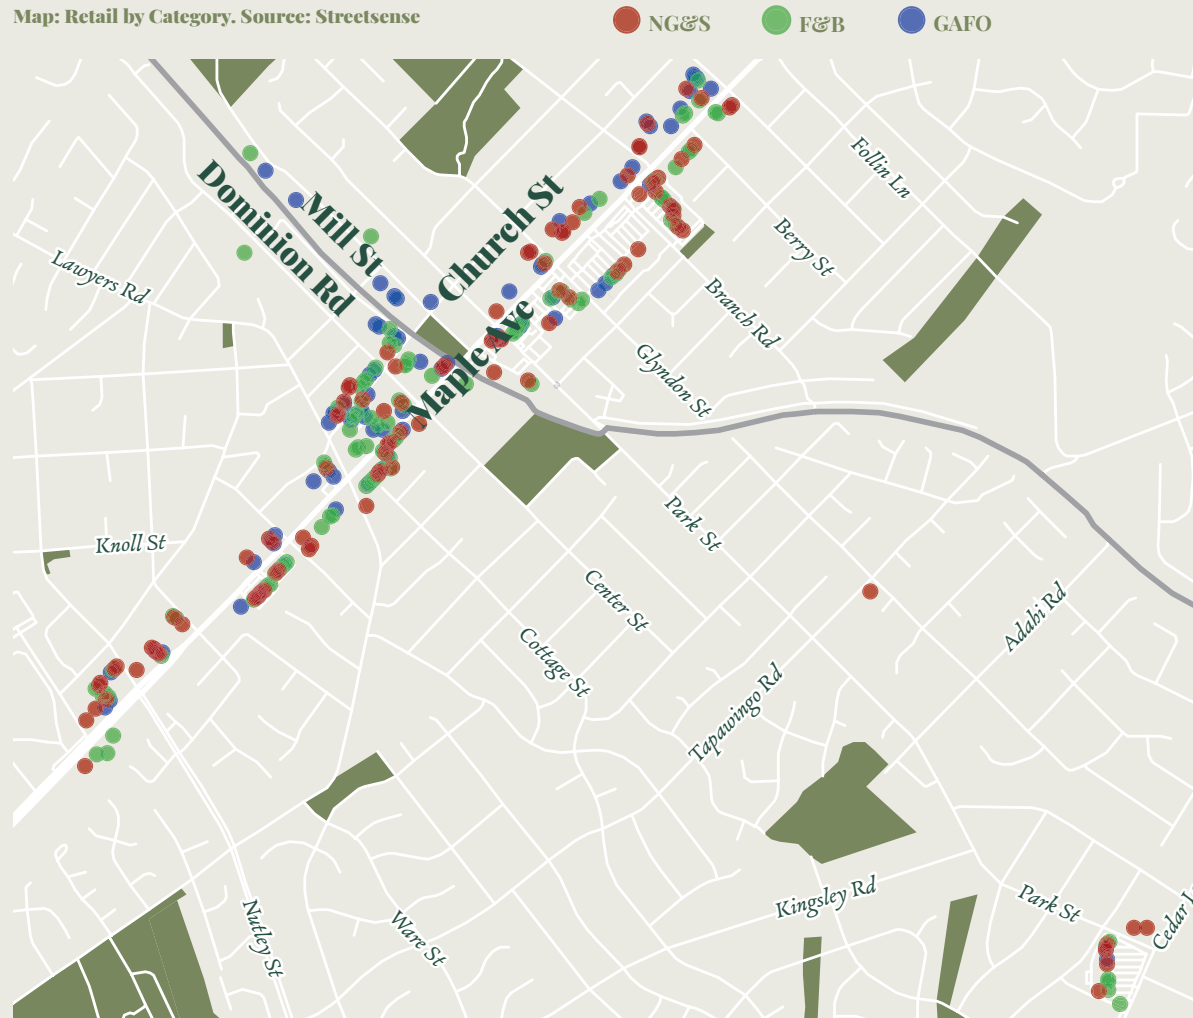 Map: Retail by Category. Source: Streetsense
NG&S
F&B
GAFO
Follin Ln
Mill St
Dominion Rd
Church St
Berry St
Lawyers Rd
Branch Rd
Maple Ave
Glyndon St
Park St
Knoll St
Center St
Adabi Rd
Cottage St
Tapawingo Rd
Kingsley Rd
Park St
Nutley St
Ware St
Cedar